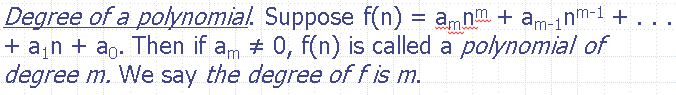 Degree of a polynomial. Suppose f(n) = aₘnᵐ + aₘ₋₁nᵐ⁻¹ + . . .
+ a₁n + a₀. Then if aₘ ≠ 0, f(n) is called a polynomial of
degree m. We say the degree of f is m.